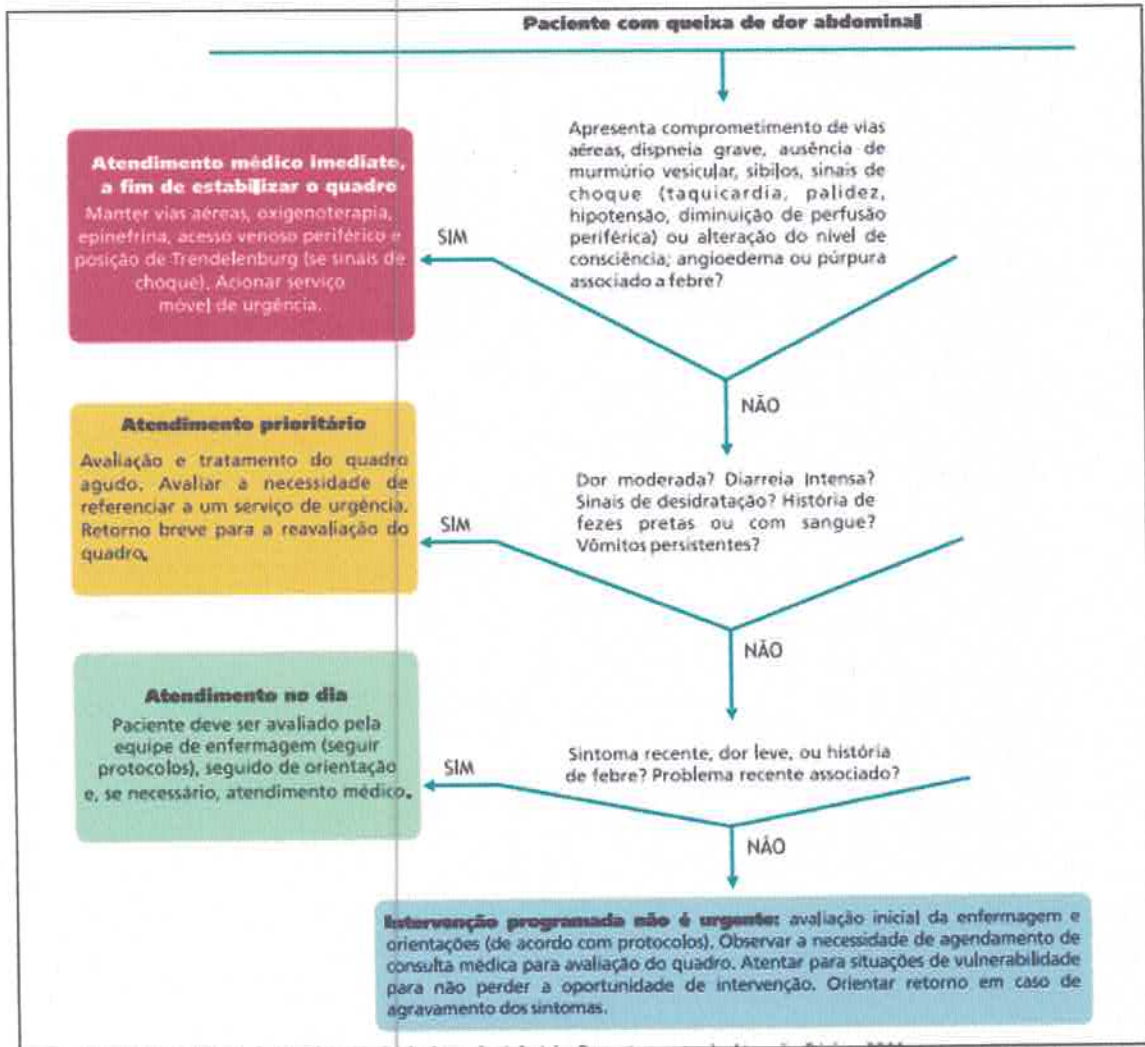 Paciente com queixa de dor abdominal
Apresenta comprometimento de vias
aéreas, dispneia grave, ausência de
murmúrio vesicular, sibilos, sinais de
choque (taquicardia, palidez,
hipotensão, diminuição de perfusão
periférica) ou alteração do nível de
consciência; angioedema ou púrpura
associado a febre?
SIM
Atendimento médico imediato,
a fim de estabilizar o quadro
Manter vias aéreas, oxigenoterapia,
epinefrina, acesso venoso periférico e
posição de Trendelenburg (se sinais de
choque). Acionar serviço
móvel de urgência.
NÃO
Dor moderada? Diarreia Intensa?
Sinais de desidratação? História de
fezes pretas ou com sangue?
Vômitos persistentes?
SIM
Atendimento prioritário
Avaliação e tratamento do quadro
agudo. Avaliar a necessidade de
referenciar a um serviço de urgência.
Retorno breve para a reavaliação do
quadro.
NÃO
Sintoma recente, dor leve, ou história
de febre? Problema recente associado?
SIM
Atendimento no dia
Paciente deve ser avaliado pela
equipe de enfermagem (seguir
protocolos), seguido de orientação
e, se necessário, atendimento médico.
NÃO
Intervenção programada não é urgente: avaliação inicial da enfermagem e
orientações (de acordo com protocolos). Observar a necessidade de agendamento de
consulta médica para avaliação do quadro. Atentar para situações de vulnerabilidade
para não perder a oportunidade de intervenção. Orientar retorno em caso de
agravamento dos sintomas.